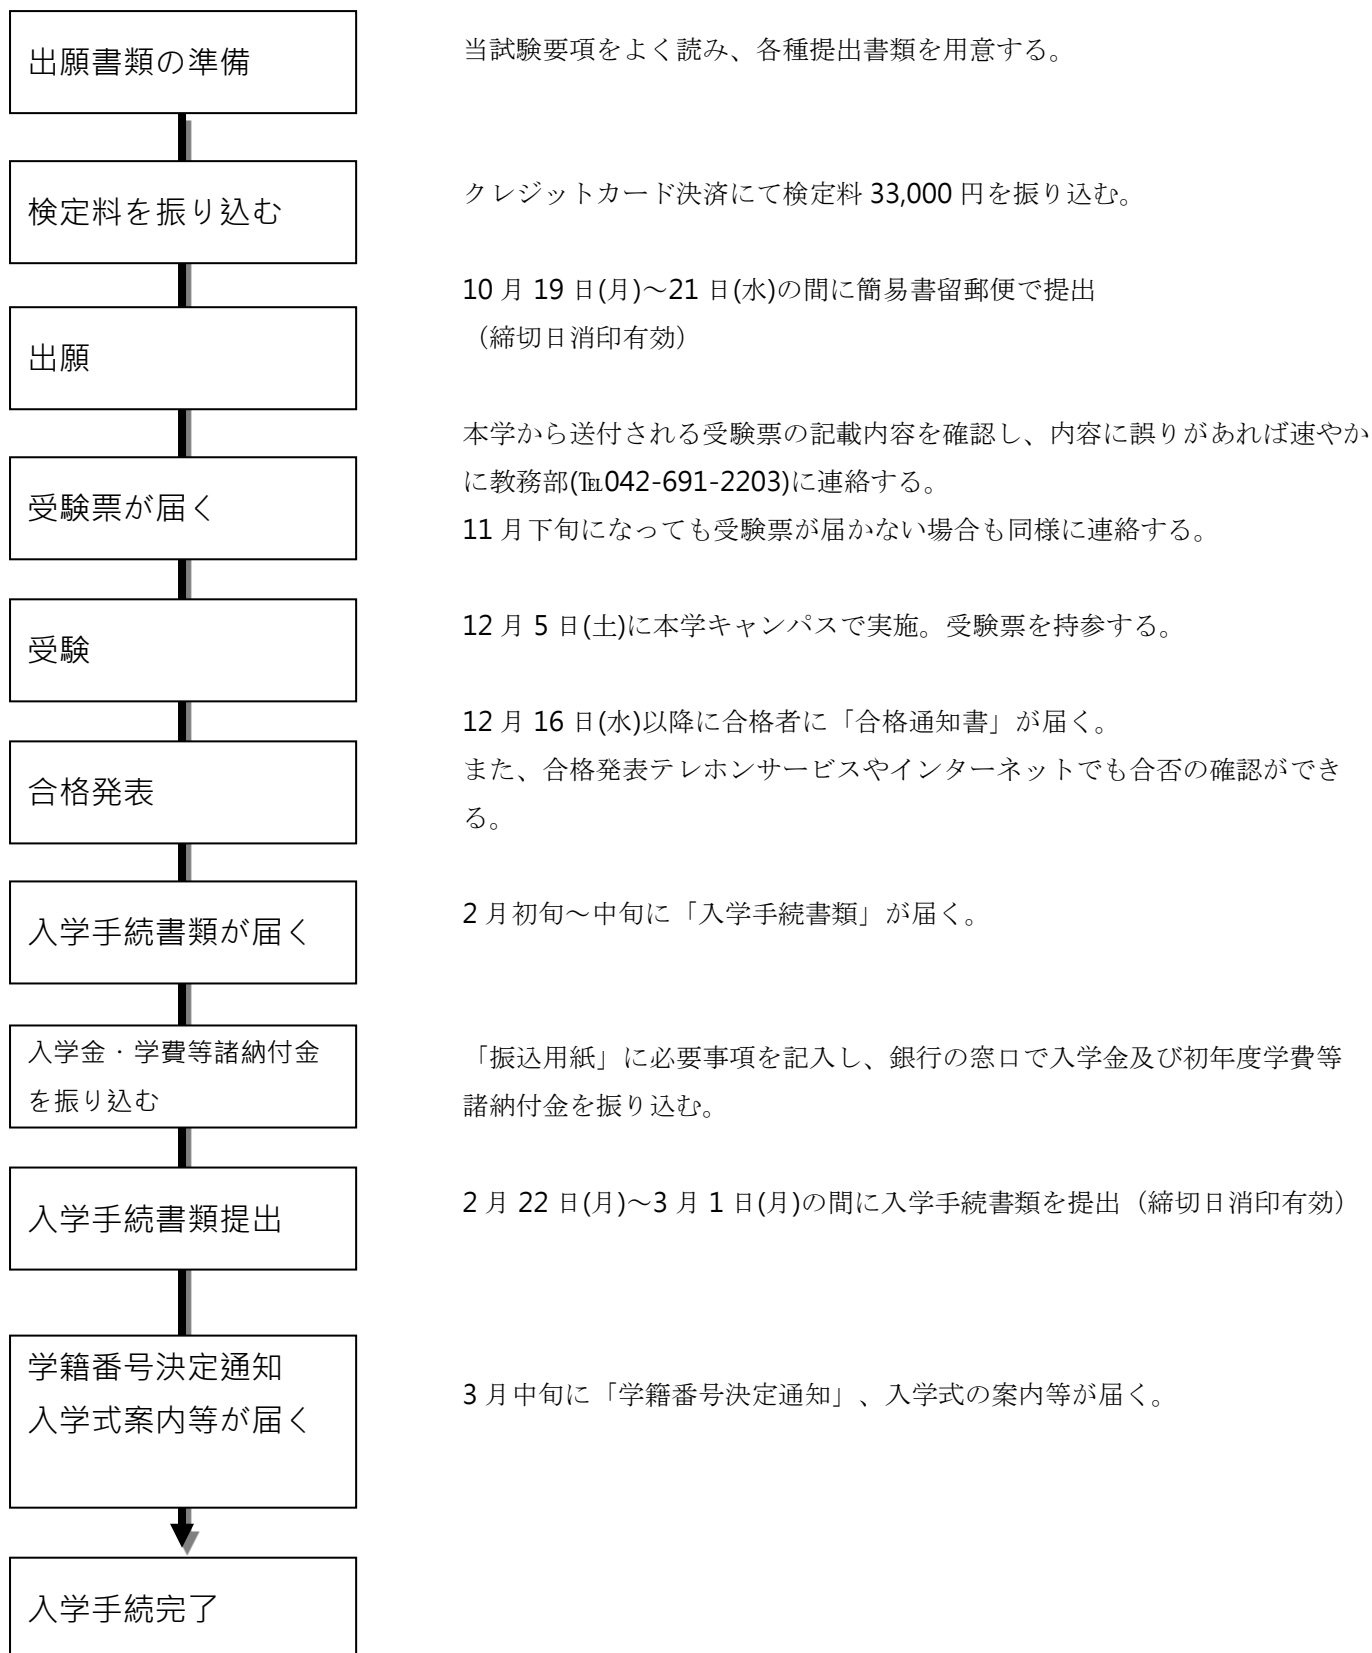 出願書類の準備
当試験要項をよく読み、各種提出書類を用意する。
検定料を振り込む
クレジットカード決済にて検定料 33,000 円を振り込む。
出願
10 月 19 日(月)～21 日(水)の間に簡易書留郵便で提出
（締切日消印有効）
受験票が届く
本学から送付される受験票の記載内容を確認し、内容に誤りがあれば速やか
に教務部(℡042-691-2203)に連絡する。
11 月下旬になっても受験票が届かない場合も同様に連絡する。
受験
12 月 5 日(土)に本学キャンパスで実施。受験票を持参する。
合格発表
12 月 16 日(水)以降に合格者に「合格通知書」が届く。
また、合格発表テレホンサービスやインターネットでも合否の確認ができ
る。
入学手続書類が届く
2 月初旬～中旬に「入学手続書類」が届く。
入学金・学費等諸納付金
を振り込む
「振込用紙」に必要事項を記入し、銀行の窓口で入学金及び初年度学費等
諸納付金を振り込む。
入学手続書類提出
2 月 22 日(月)～3 月 1 日(月)の間に入学手続書類を提出（締切日消印有効）
学籍番号決定通知
入学式案内等が届く
3 月中旬に「学籍番号決定通知」、入学式の案内等が届く。
入学手続完了